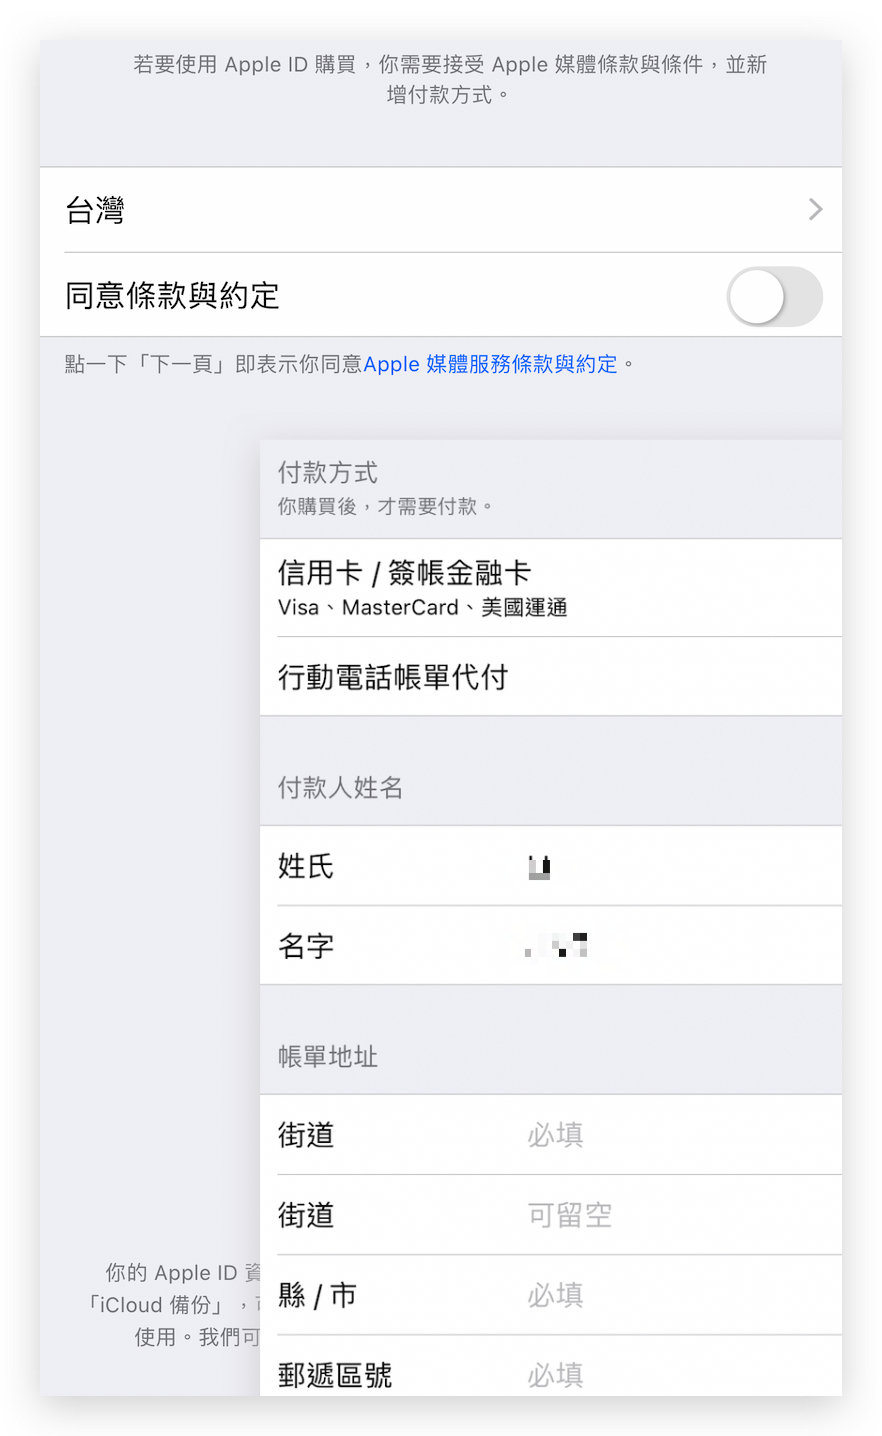 若要使用 Apple ID 購買，你需要接受 Apple 媒體條款與條件，並新
增付款方式。
台灣
同意條款與約定
點一下「下一頁」即表示你同意Apple 媒體服務條款與約定。
付款方式
你購買後，才需要付款。
信用卡 / 簽帳金融卡
Visa、MasterCard、美國運通
行動電話帳單代付
付款人姓名
姓氏
名字
帳單地址
街道 必填
街道 可留空
縣 / 市 必填
郵遞區號 必填
你的 Apple ID 資
「iCloud 備份」，
使用。我們可